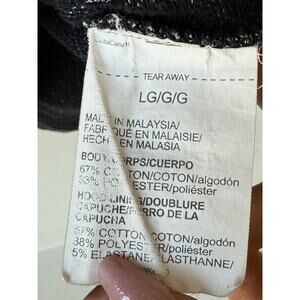 TEAR AWAY
LG/G/G
MADE IN MALAYSIA/
FABRIQUÉ EN MALAISIE/
HECHO EN MALASIA
BODY/CORPS/CUERPO
67% COTTON/COTON/algodón
33% POLYESTER/poliéster
HOOD LINING/DOUBLURE
CAPUCHE/FORRO DE LA
CAPUCHA
57% COTTON/COTON/algodón
38% POLYESTER/poliéster
5% ELASTANE/ÉLASTHANNE/